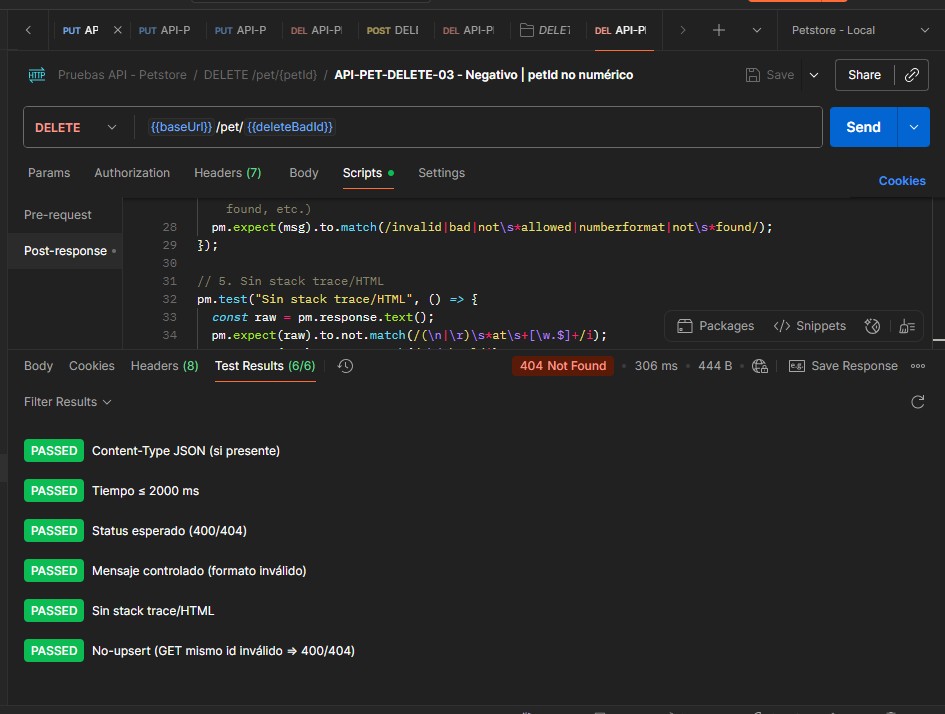 PUT AP
PUT API-P
PUT API-P
DEL API-PI
POST DELI
DEL API-PI
DELET
DEL API-PI
Petstore - Local
HTTP
Pruebas API - Petstore / DELETE /pet/{petId} / API-PET-DELETE-03 - Negativo | petId no numérico
Save
Share
DELETE
{{baseUrl}} /pet/ {{deleteBadId}}
Send
Params
Authorization
Headers (7)
Body
Scripts
Settings
Cookies
Pre-request
Post-response
found, etc.)
28 pm.expect(msg).to.match(/invalid|bad|not\s*allowed|numberformat|not\s*found/);
29 });
30
31 // 5. Sin stack trace/HTML
32 pm.test("Sin stack trace/HTML", () => {
33 const raw = pm.response.text();
34 pm.expect(raw).to.not.match(/(\n|\r)\s*at\s+[\w.$]+/i);
Packages
</> Snippets
Body
Cookies
Headers (8)
Test Results (6/6)
404 Not Found
306 ms
444 B
e.g.
Save Response
Filter Results
PASSED Content-Type JSON (si presente)
PASSED Tiempo ≤ 2000 ms
PASSED Status esperado (400/404)
PASSED Mensaje controlado (formato inválido)
PASSED Sin stack trace/HTML
PASSED No-upsert (GET mismo id inválido ⇒ 400/404)